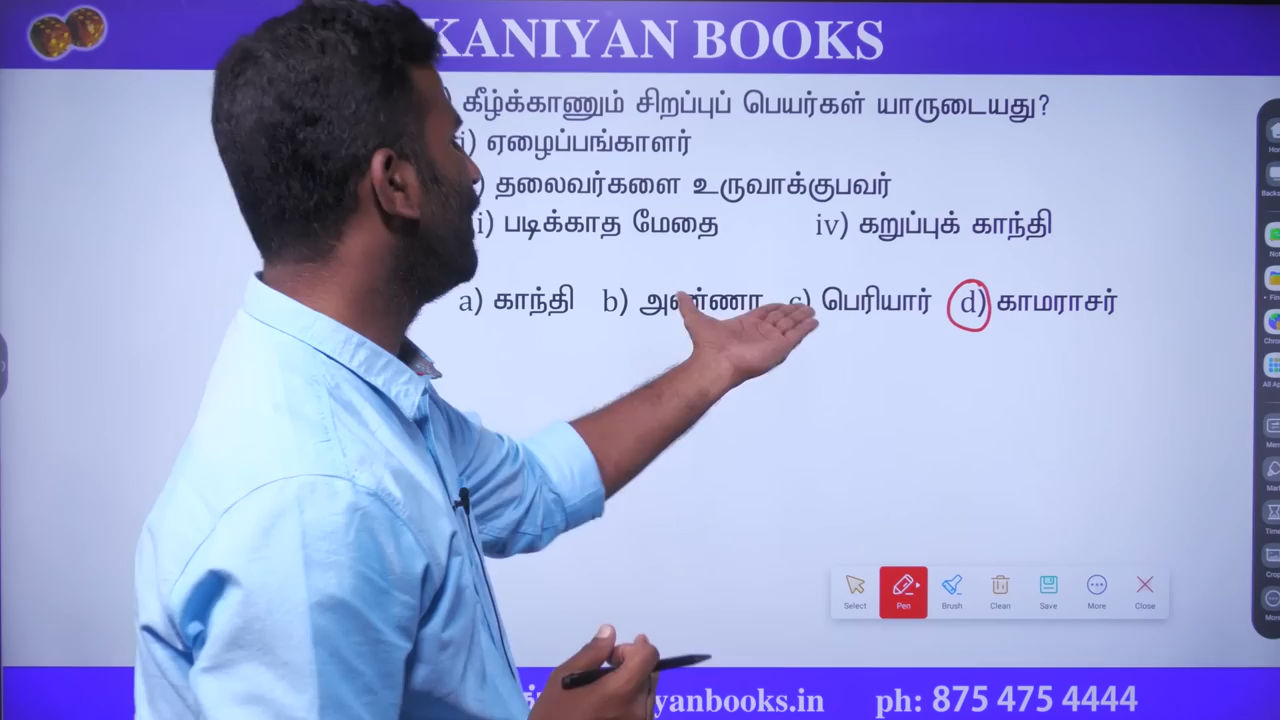 KANIYAN BOOKS
கீழ்க்காணும் சிறப்புப் பெயர்கள் யாருடையது?
i) ஏழைப்பங்காளர்
) தலைவர்களை உருவாக்குபவர்
i) படிக்காத மேதை iv) கறுப்புக் காந்தி
a) காந்தி b) அண்ணா c) பெரியார் d) காமராசர்
Select Pen Brush Clean Save More Close
yanbooks.in ph: 875 475 4444